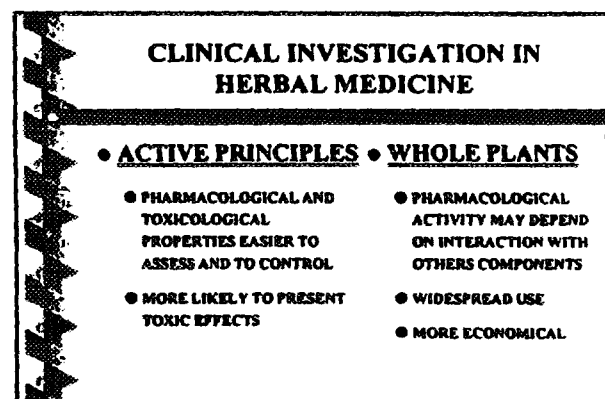 CLINICAL INVESTIGATION IN
HERBAL MEDICINE
● ACTIVE PRINCIPLES
● PHARMACOLOGICAL AND
TOXICOLOGICAL
PROPERTIES EASIER TO
ASSESS AND TO CONTROL
● MORE LIKELY TO PRESENT
TOXIC EFFECTS
● WHOLE PLANTS
● PHARMACOLOGICAL
ACTIVITY MAY DEPEND
ON INTERACTION WITH
OTHERS COMPONENTS
● WIDESPREAD USE
● MORE ECONOMICAL